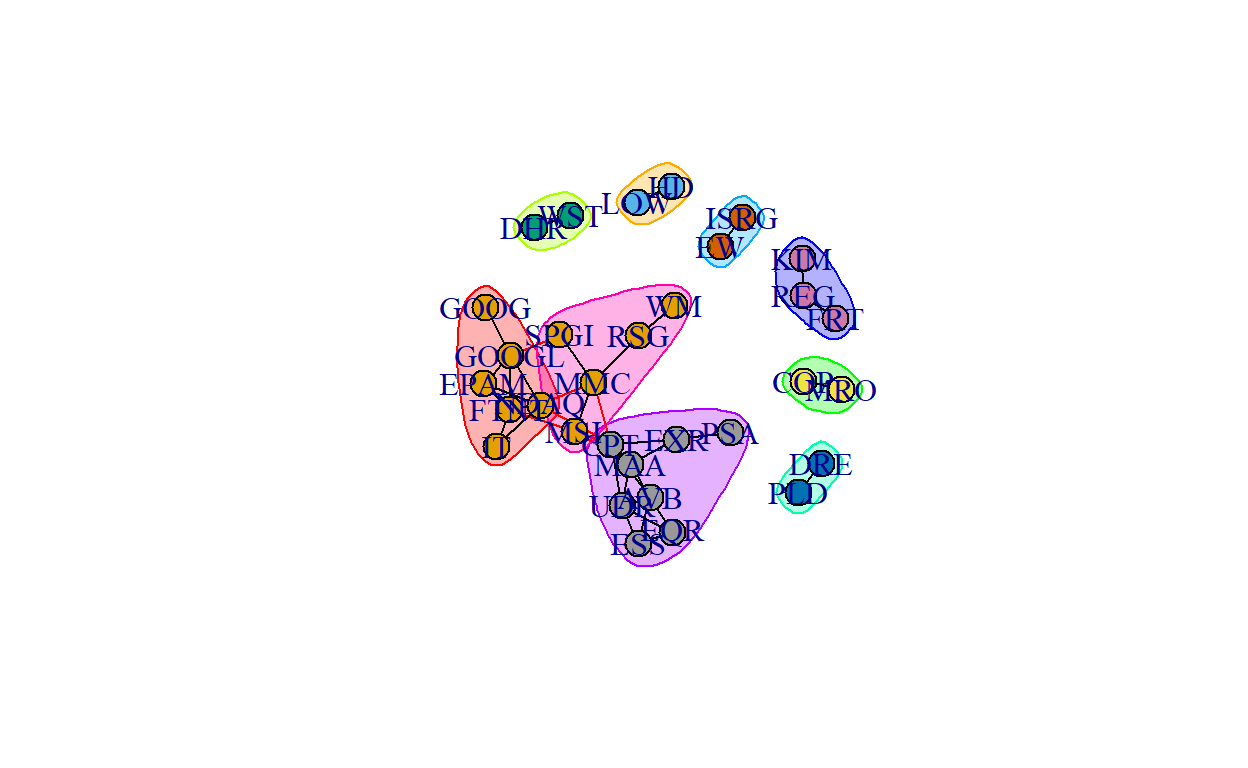 HD
LOW
WST
DHR
ISRG
EW
KIM
REG
FRT
GOOG
WM
SPGI
RSG
GOOGL
EPAM
MMC
COP
MRO
FTNT
IT
MSI
CPT
EXR
PSA
MAA
DRE
PLD
AVB
UDR
EQR
ESS